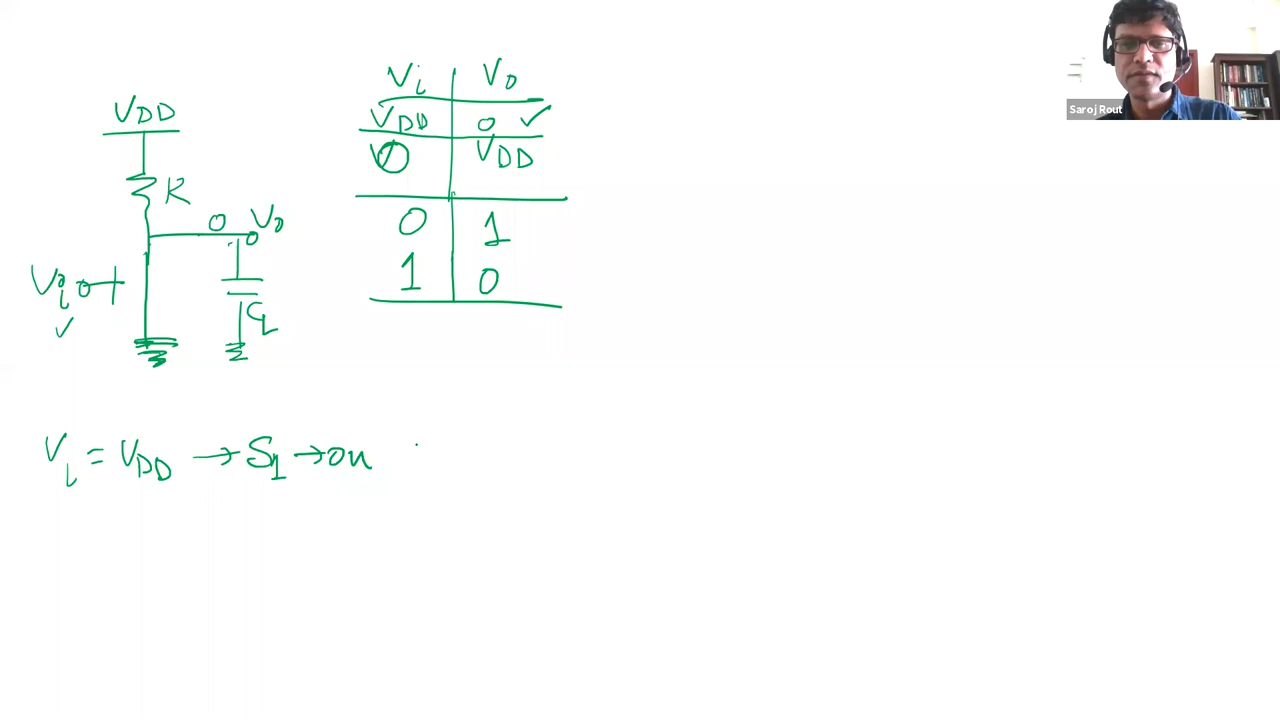 VDD
R
0 Vo
Vi
CL
Vi Vo
VDD 0 ✓
0 VDD
0 1
1 0
Vi = VDD → S1 → on
Saroj Rout